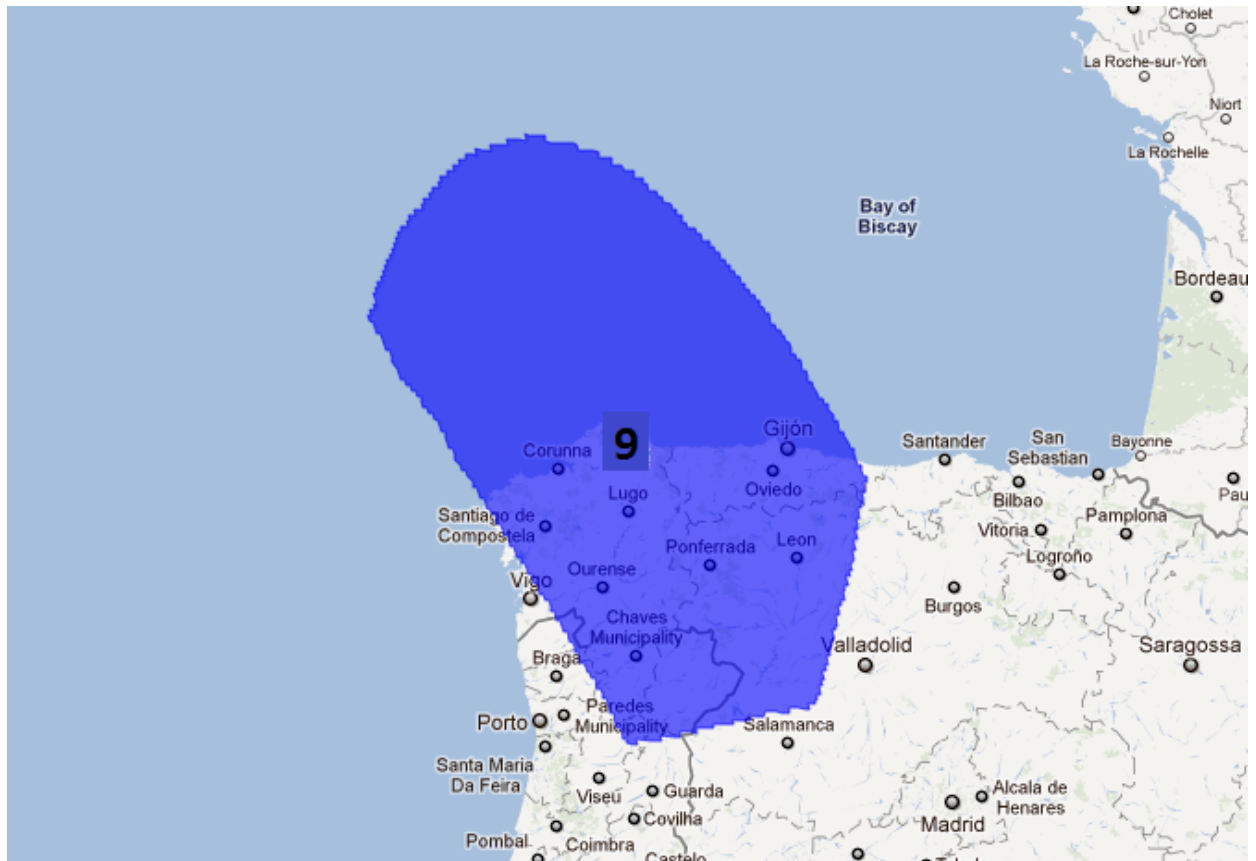 Cholet
La Roche-sur-Yon
Niort
La Rochelle
Bay of
Biscay
Bordeau
9
Gijón
Corunna
Santander
San
Sebastian
Bayonne
Oviedo
Bilbao
Pau
Lugo
Santiago de
Compostela
Vitoria
Pamplona
Ponferrada
Leon
Logroño
Vigo
Ourense
Burgos
Chaves
Municipality
Valladolid
Saragossa
Braga
Porto
Paredes
Municipality
Salamanca
Santa Maria
Da Feira
Viseu
Guarda
Alcala de
Henares
Covilha
Madrid
Pombal
Coimbra
Castelo